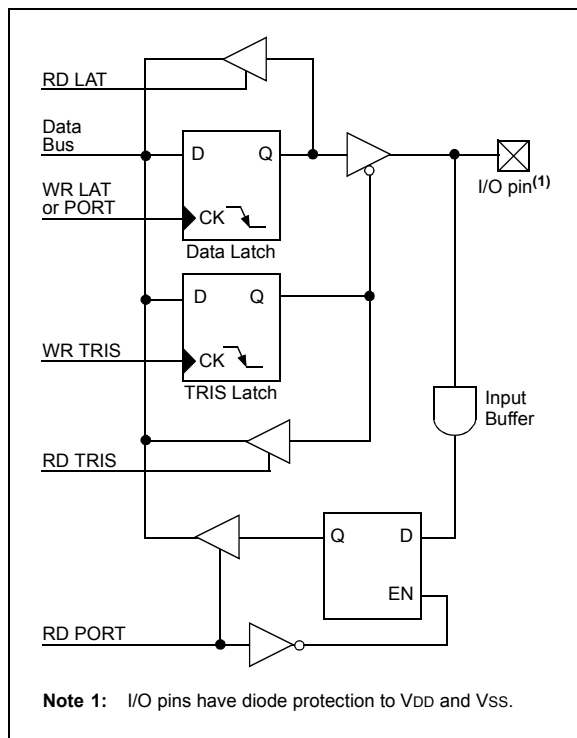 RD LAT
Data
Bus
D Q
I/O pin(1)
WR LAT
or PORT
CK
Data Latch
D Q
WR TRIS
CK
TRIS Latch
Input
Buffer
RD TRIS
Q D
EN
RD PORT
Note 1: I/O pins have diode protection to VDD and VSS.